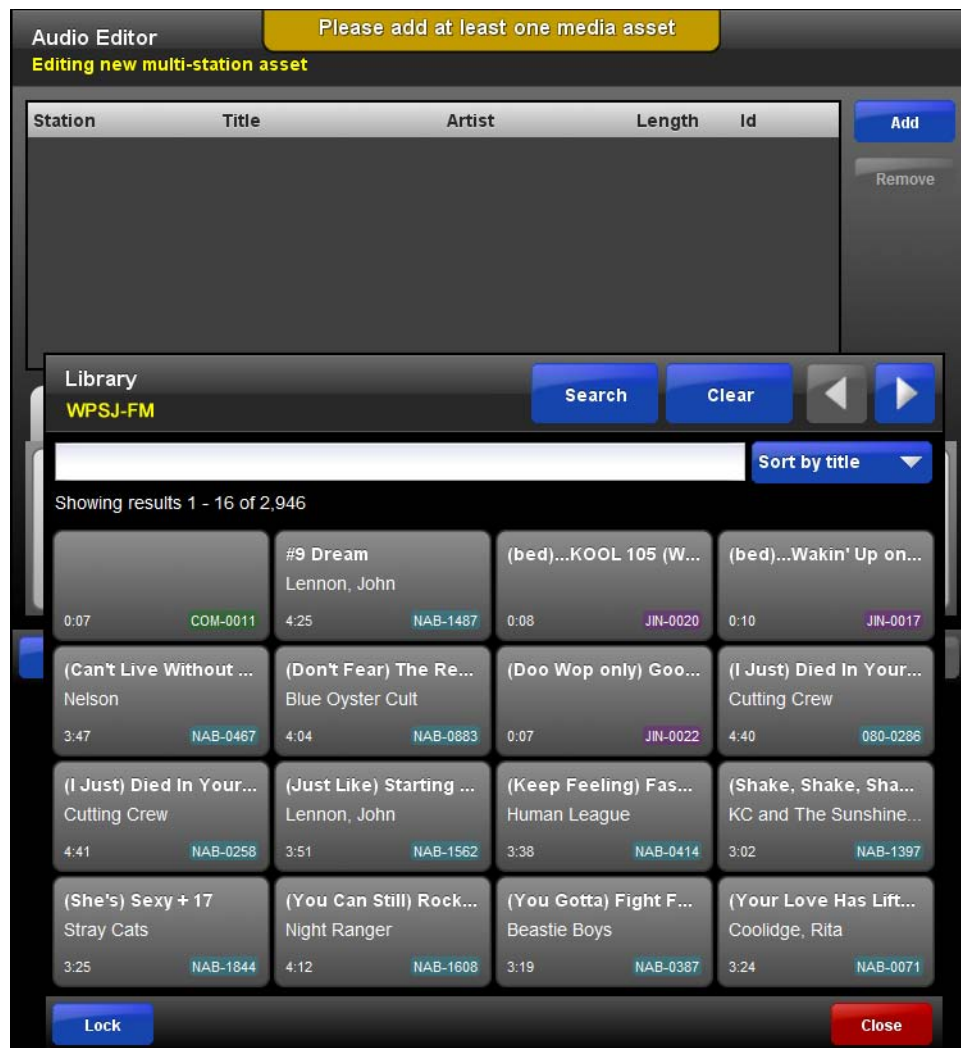 Please add at least one media asset
Audio Editor
Editing new multi-station asset
Station Title Artist Length Id
Add
Remove
Library
WPSJ-FM
Search
Clear
Sort by title
Showing results 1 - 16 of 2,946
0:07 COM-0011
#9 Dream
Lennon, John
4:25 NAB-1487
(bed)...KOOL 105 (W...
0:08 JIN-0020
(bed)...Wakin' Up on...
0:10 JIN-0017
(Can't Live Without ...
Nelson
3:47 NAB-0467
(Don't Fear) The Re...
Blue Oyster Cult
4:04 NAB-0883
(Doo Wop only) Goo...
0:07 JIN-0022
(I Just) Died In Your...
Cutting Crew
4:40 080-0286
(I Just) Died In Your...
Cutting Crew
4:41 NAB-0258
(Just Like) Starting ...
Lennon, John
3:51 NAB-1562
(Keep Feeling) Fas...
Human League
3:38 NAB-0414
(Shake, Shake, Sha...
KC and The Sunshine...
3:02 NAB-1397
(She's) Sexy + 17
Stray Cats
3:25 NAB-1844
(You Can Still) Rock...
Night Ranger
4:12 NAB-1608
(You Gotta) Fight F...
Beastie Boys
3:19 NAB-0387
(Your Love Has Lift...
Coolidge, Rita
3:24 NAB-0071
Lock
Close